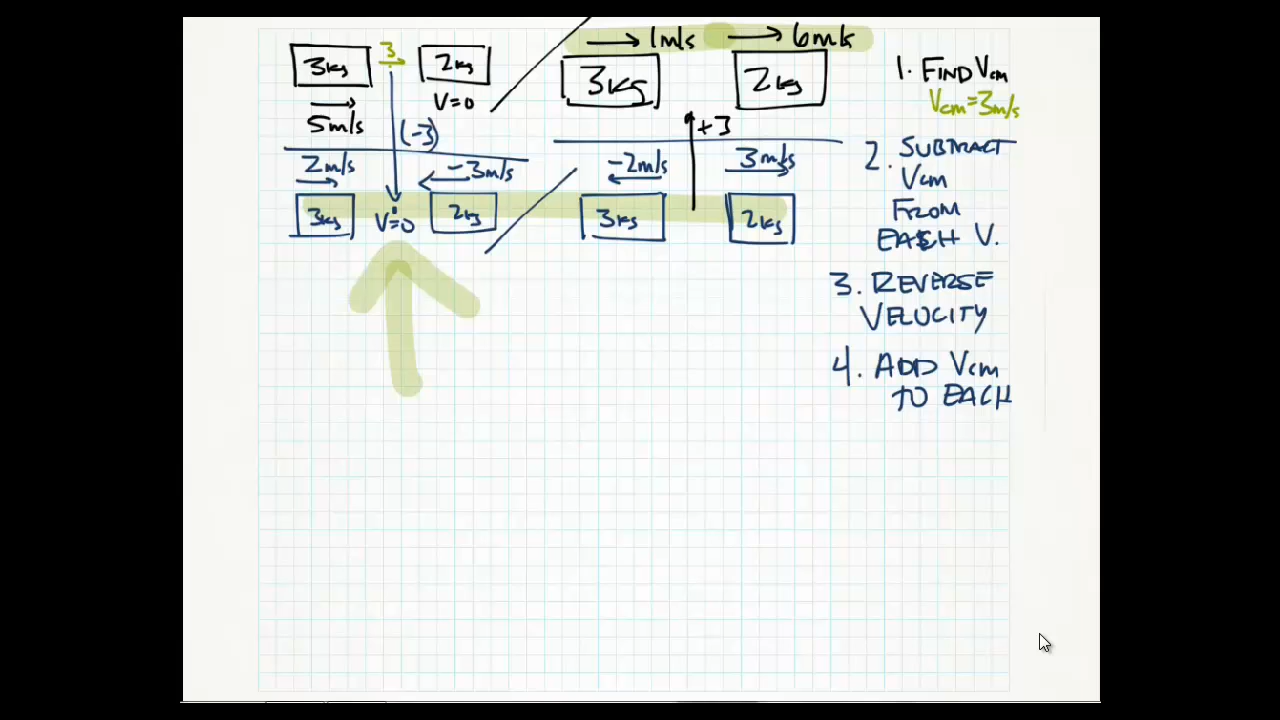 3kg 3 2kg
5m/s V=0
(-3)
2m/s -3m/s
3kg V=0 2kg
1m/s 6m/s
3kg 2kg
+3
-2m/s 3m/s
3kg 2kg
1. FIND Vcm
Vcm=3m/s
2. SUBTRACT
Vcm
FROM
EACH V.
3. REVERSE
VELOCITY
4. ADD Vcm
TO EACH